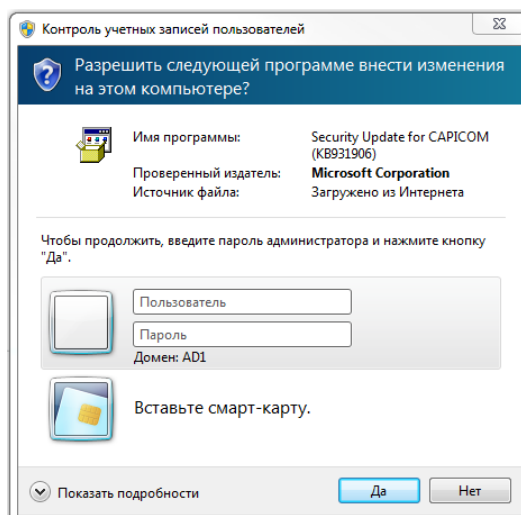 Контроль учетных записей пользователей
Разрешить следующей программе внести изменения
на этом компьютере?
Имя программы: Security Update for CAPICOM
(KB931906)
Проверенный издатель: Microsoft Corporation
Источник файла: Загружено из Интернета
Чтобы продолжить, введите пароль администратора и нажмите кнопку
"Да".
Пользователь
Пароль
Домен: AD1
Вставьте смарт-карту.
Показать подробности
Да
Нет